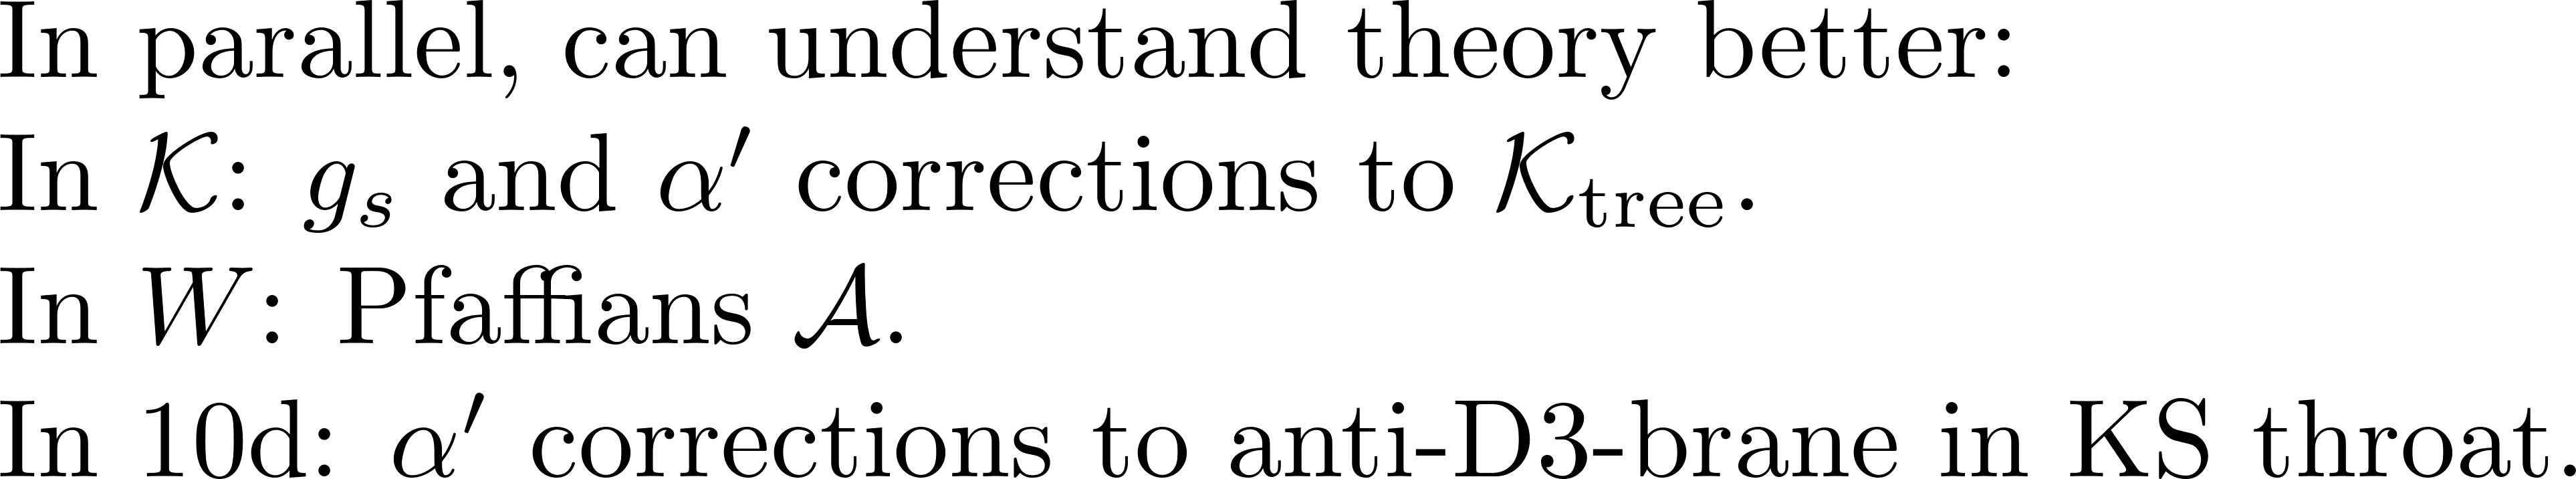 In parallel, can understand theory better:
In 𝒦: gₛ and α′ corrections to 𝒦_tree.
In W: Pfaffians 𝒜.
In 10d: α′ corrections to anti-D3-brane in KS throat.